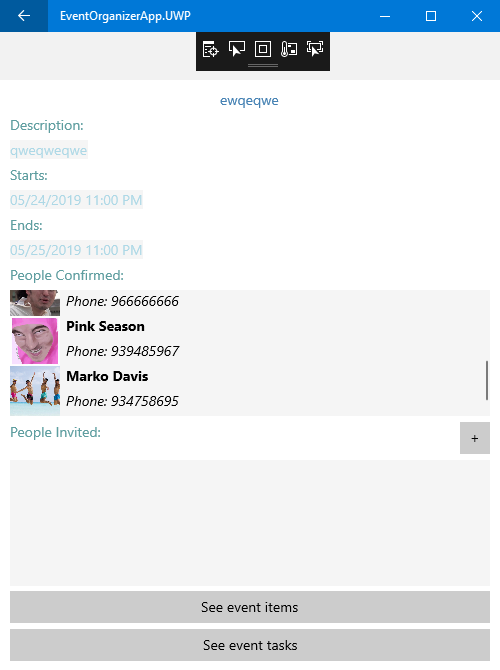 EventOrganizerApp.UWP
ewqeqwe
Description:
qweqweqwe
Starts:
05/24/2019 11:00 PM
Ends:
05/25/2019 11:00 PM
People Confirmed:
Phone: 966666666
Pink Season
Phone: 939485967
Marko Davis
Phone: 934758695
People Invited:
+
See event items
See event tasks